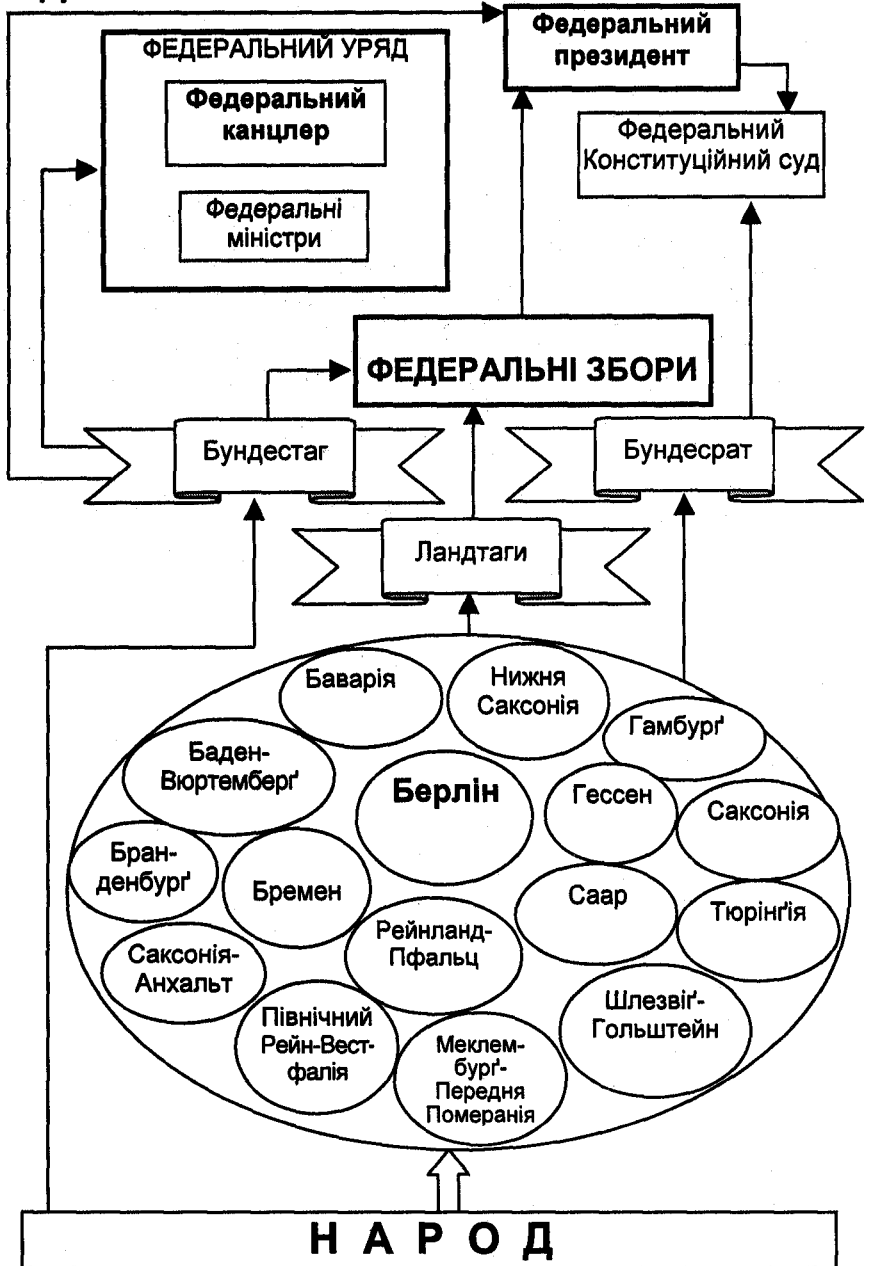 Федеральний
президент
ФЕДЕРАЛЬНИЙ УРЯД
Федеральний
канцлер
Федеральний
Конституційний суд
Федеральні
міністри
ФЕДЕРАЛЬНІ ЗБОРИ
Бундестаг
Бундесрат
Ландтаги
Баварія
Нижня
Саксонія
Гамбурґ
Баден-
Вюртемберґ
Берлін
Гессен
Саксонія
Бран-
денбурґ
Бремен
Саар
Тюрінґія
Рейнланд-
Пфальц
Саксонія-
Анхальт
Шлезвіґ-
Гольштейн
Північний
Рейн-Вест-
фалія
Меклем-
бурґ-
Передня
Померанія
НАРОД